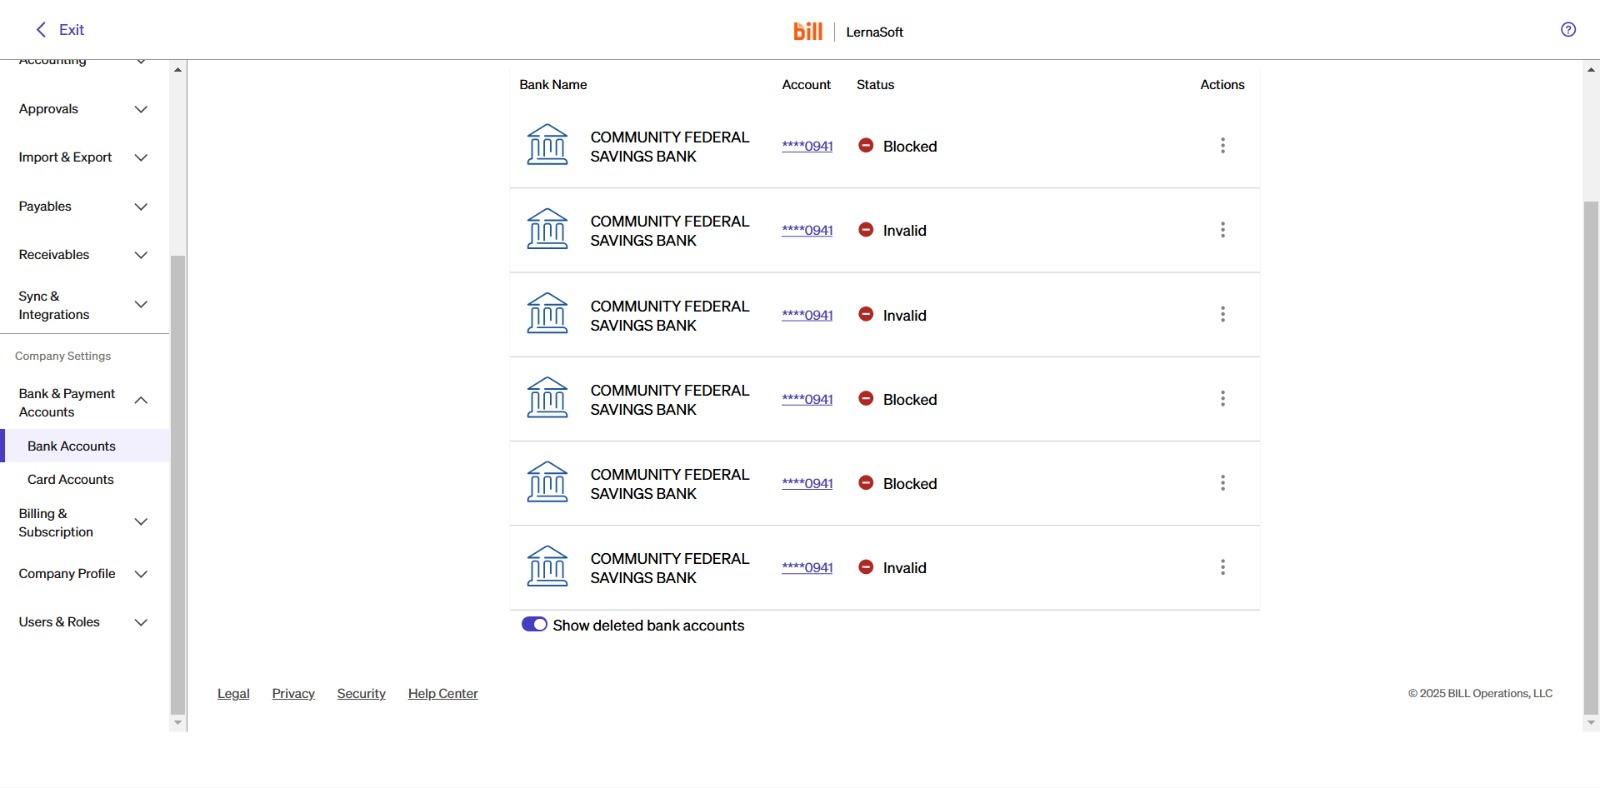 Exit
bill
LernaSoft
Accounting
Approvals
Import & Export
Payables
Receivables
Sync &
Integrations
Company Settings
Bank & Payment
Accounts
Bank Accounts
Card Accounts
Billing &
Subscription
Company Profile
Users & Roles
Bank Name Account Status Actions
COMMUNITY FEDERAL
SAVINGS BANK
****0941
Blocked
COMMUNITY FEDERAL
SAVINGS BANK
****0941
Invalid
COMMUNITY FEDERAL
SAVINGS BANK
****0941
Invalid
COMMUNITY FEDERAL
SAVINGS BANK
****0941
Blocked
COMMUNITY FEDERAL
SAVINGS BANK
****0941
Blocked
COMMUNITY FEDERAL
SAVINGS BANK
****0941
Invalid
Show deleted bank accounts
Legal Privacy Security Help Center
© 2025 BILL Operations, LLC